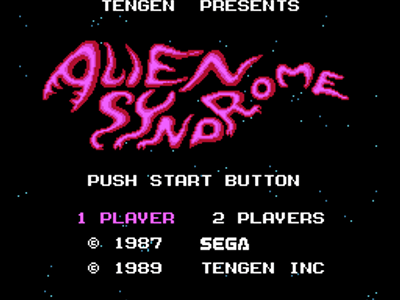 TENGEN PRESENTS
ALIEN
SYNDROME
PUSH START BUTTON
1 PLAYER 2 PLAYERS
© 1987 SEGA
© 1989 TENGEN INC